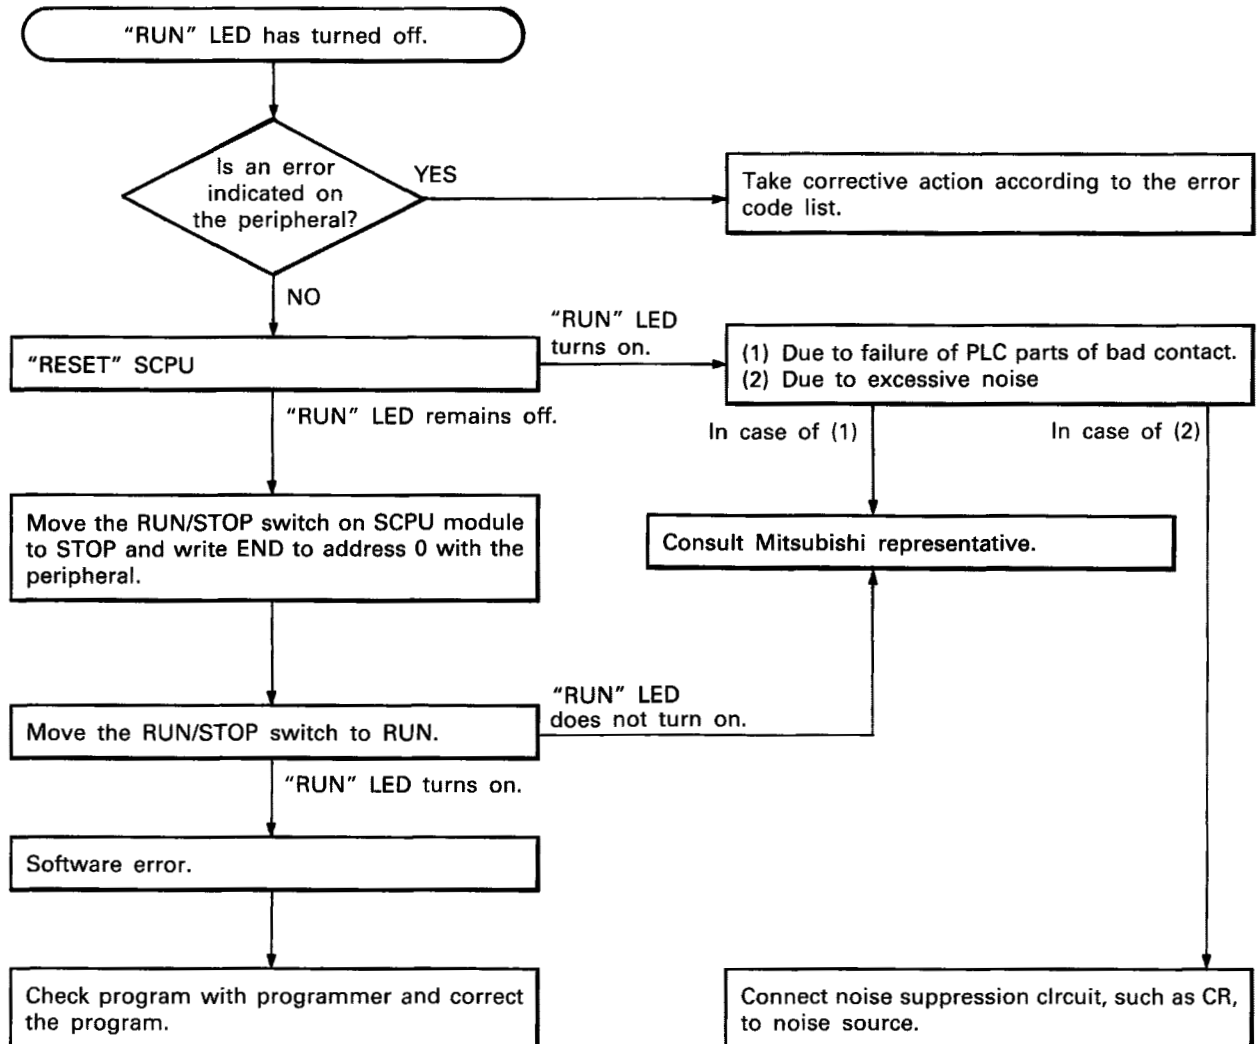 “RUN” LED has turned off.
Is an error
indicated on
the peripheral?
YES
Take corrective action according to the error
code list.
NO
“RESET” SCPU
“RUN” LED
turns on.
(1) Due to failure of PLC parts of bad contact.
(2) Due to excessive noise
“RUN” LED remains off.
In case of (1)
In case of (2)
Move the RUN/STOP switch on SCPU module
to STOP and write END to address 0 with the
peripheral.
Consult Mitsubishi representative.
“RUN” LED
does not turn on.
Move the RUN/STOP switch to RUN.
“RUN” LED turns on.
Software error.
Check program with programmer and correct
the program.
Connect noise suppression circuit, such as CR,
to noise source.